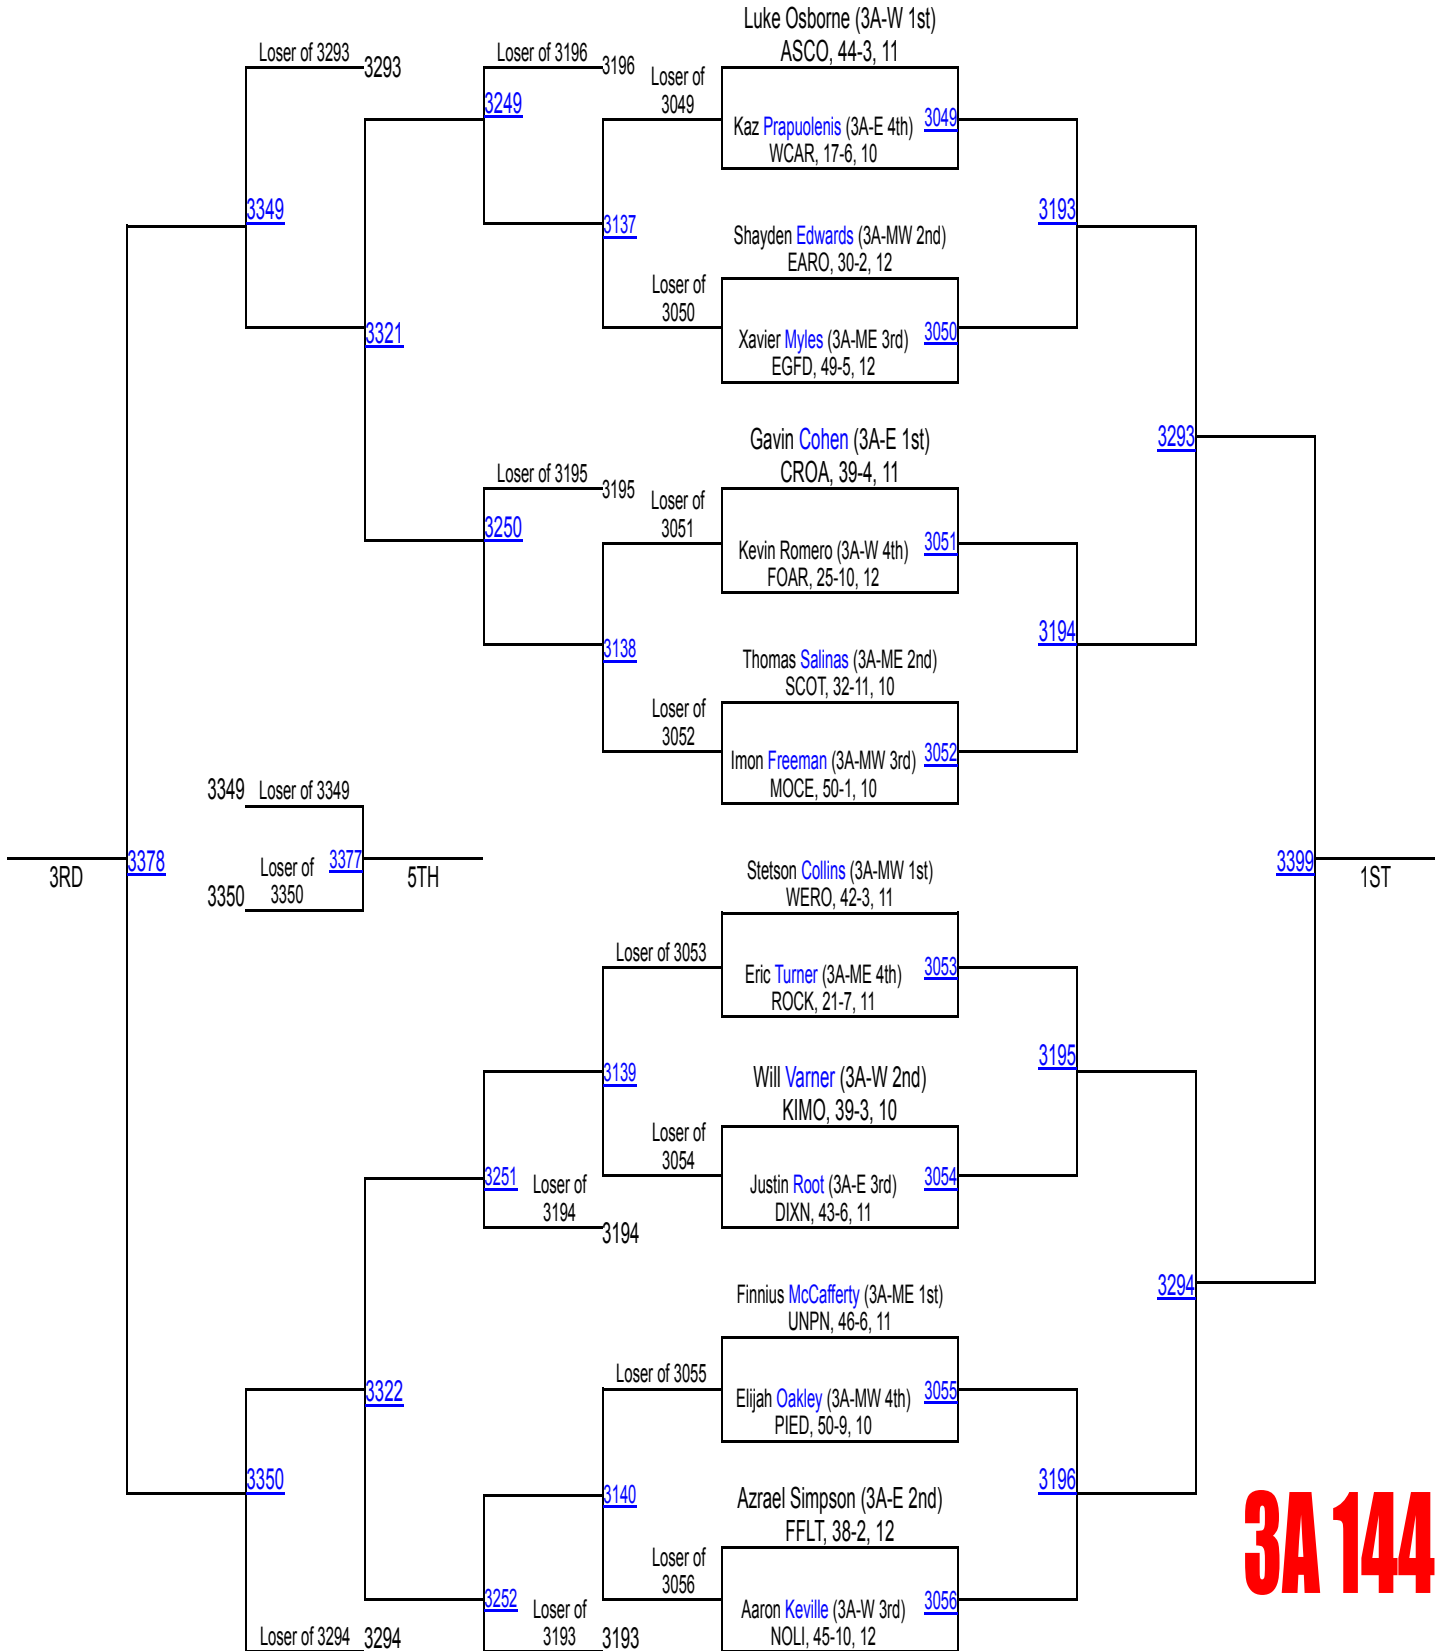 Luke Osborne (3A-W 1st)
ASCO, 44-3, 11
Loser of 3293
3293
Loser of 3196
3196
Loser of
3049
3249
Kaz Prapuolenis (3A-E 4th)
WCAR, 17-6, 10
3049
3349
3137
3193
Shayden Edwards (3A-MW 2nd)
EARO, 30-2, 12
Loser of
3050
3321
Xavier Myles (3A-ME 3rd)
EGFD, 49-5, 12
3050
Gavin Cohen (3A-E 1st)
CROA, 39-4, 11
3293
Loser of 3195
3195
Loser of
3051
3250
Kevin Romero (3A-W 4th)
FOAR, 25-10, 12
3051
3138
3194
Thomas Salinas (3A-ME 2nd)
SCOT, 32-11, 10
Loser of
3052
Imon Freeman (3A-MW 3rd)
MOCE, 50-1, 10
3052
3349
Loser of 3349
3RD
3378
Loser of
3350
3350
3377
5TH
Stetson Collins (3A-MW 1st)
WERO, 42-3, 11
3399
1ST
Loser of 3053
Eric Turner (3A-ME 4th)
ROCK, 21-7, 11
3053
3139
3195
Will Varner (3A-W 2nd)
KIMO, 39-3, 10
Loser of
3054
3251
Loser of
3194
3194
Justin Root (3A-E 3rd)
DIXN, 43-6, 11
3054
Finnius McCafferty (3A-ME 1st)
UNPN, 46-6, 11
3294
Loser of 3055
3322
Elijah Oakley (3A-MW 4th)
PIED, 50-9, 10
3055
3350
3140
3196
Azrael Simpson (3A-E 2nd)
FFLT, 38-2, 12
Loser of
3056
3252
Loser of
3193
3193
Aaron Keville (3A-W 3rd)
NOLI, 45-10, 12
3056
Loser of 3294
3294
3A 144